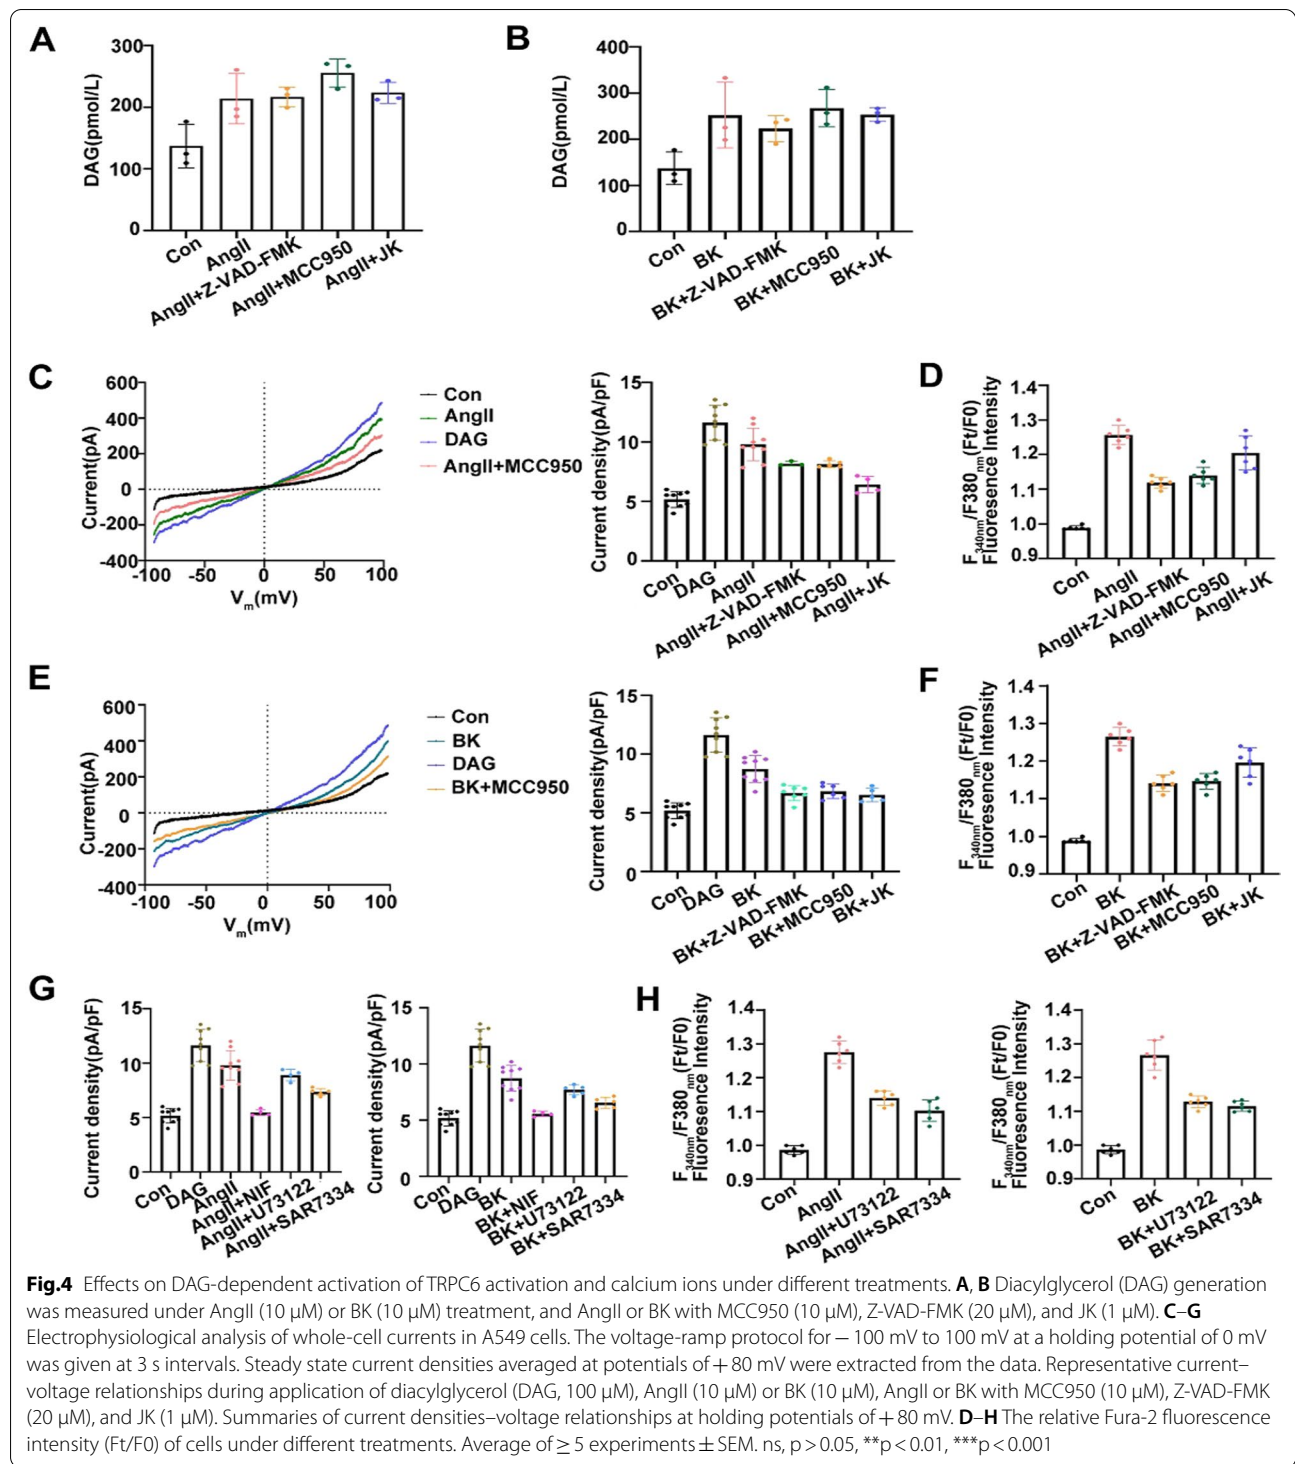 A
DAG(pmol/L)
300
200
100
0
Con
AngII
AngII+Z-VAD-FMK
AngII+MCC950
AngII+JK
B
DAG(pmol/L)
400
300
200
100
0
Con
BK
BK+Z-VAD-FMK
BK+MCC950
BK+JK
C
Current(pA)
600
400
200
0
-200
-400
-100
-50
0
50
100
Vm(mV)
Con
AngII
DAG
AngII+MCC950
Current density(pA/pF)
15
10
5
0
Con
DAG
AngII
AngII+Z-VAD-FMK
AngII+MCC950
AngII+JK
D
F340nm/F380nm(Ft/F0)
Fluoresence Intensity
1.4
1.3
1.2
1.1
1.0
0.9
Con
AngII
AngII+Z-VAD-FMK
AngII+MCC950
AngII+JK
E
Current(pA)
600
400
200
0
-200
-400
-100
-50
0
50
100
Vm(mV)
Con
BK
DAG
BK+MCC950
Current density(pA/pF)
15
10
5
0
Con
DAG
BK
BK+Z-VAD-FMK
BK+MCC950
BK+JK
F
F340nm/F380nm(Ft/F0)
Fluoresence Intensity
1.4
1.3
1.2
1.1
1.0
0.9
Con
BK
BK+Z-VAD-FMK
BK+MCC950
BK+JK
G
Current density(pA/pF)
15
10
5
0
Con
DAG
AngII
AngII+NIF
AngII+U73122
AngII+SAR7334
Current density(pA/pF)
15
10
5
0
Con
DAG
BK
BK+NIF
BK+U73122
BK+SAR7334
H
F340nm/F380nm(Ft/F0)
Fluoresence Intensity
1.4
1.3
1.2
1.1
1.0
0.9
Con
AngII
AngII+U73122
AngII+SAR7334
F340nm/F380nm(Ft/F0)
Fluoresence Intensity
1.4
1.3
1.2
1.1
1.0
0.9
Con
BK
BK+U73122
BK+SAR7334
Fig.4 Effects on DAG-dependent activation of TRPC6 activation and calcium ions under different treatments. A, B Diacylglycerol (DAG) generation
was measured under AngII (10 µM) or BK (10 µM) treatment, and AngII or BK with MCC950 (10 µM), Z-VAD-FMK (20 µM), and JK (1 µM). C–G
Electrophysiological analysis of whole-cell currents in A549 cells. The voltage-ramp protocol for − 100 mV to 100 mV at a holding potential of 0 mV
was given at 3 s intervals. Steady state current densities averaged at potentials of + 80 mV were extracted from the data. Representative current–
voltage relationships during application of diacylglycerol (DAG, 100 µM), AngII (10 µM) or BK (10 µM), AngII or BK with MCC950 (10 µM), Z-VAD-FMK
(20 µM), and JK (1 µM). Summaries of current densities–voltage relationships at holding potentials of + 80 mV. D–H The relative Fura-2 fluorescence
intensity (Ft/F0) of cells under different treatments. Average of ≥ 5 experiments ± SEM. ns, p > 0.05, **p < 0.01, ***p < 0.001